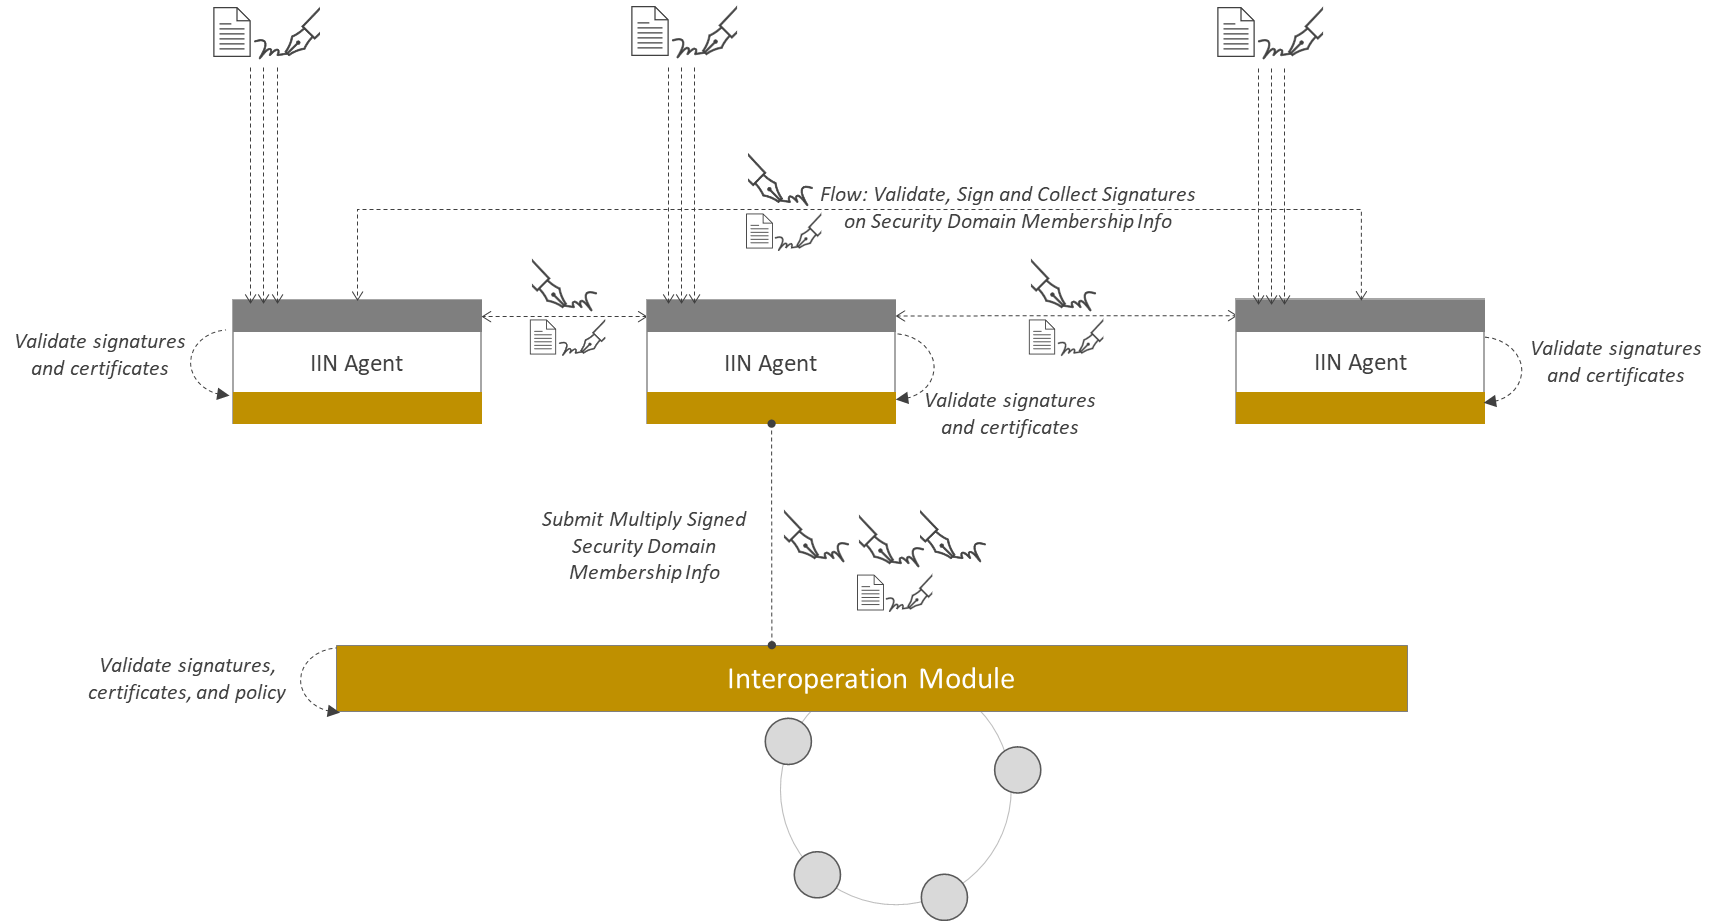 Flow: Validate, Sign and Collect Signatures
on Security Domain Membership Info
Validate signatures
and certificates
IIN Agent
IIN Agent
Validate signatures
and certificates
IIN Agent
Validate signatures
and certificates
Submit Multiply Signed
Security Domain
Membership Info
Validate signatures,
certificates, and policy
Interoperation Module